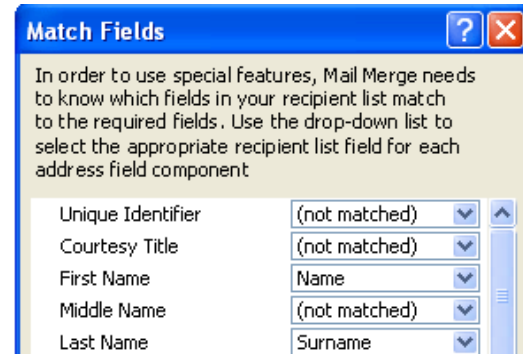 Match Fields
In order to use special features, Mail Merge needs
to know which fields in your recipient list match
to the required fields. Use the drop-down list to
select the appropriate recipient list field for each
address field component
Unique Identifier (not matched)
Courtesy Title (not matched)
First Name Name
Middle Name (not matched)
Last Name Surname